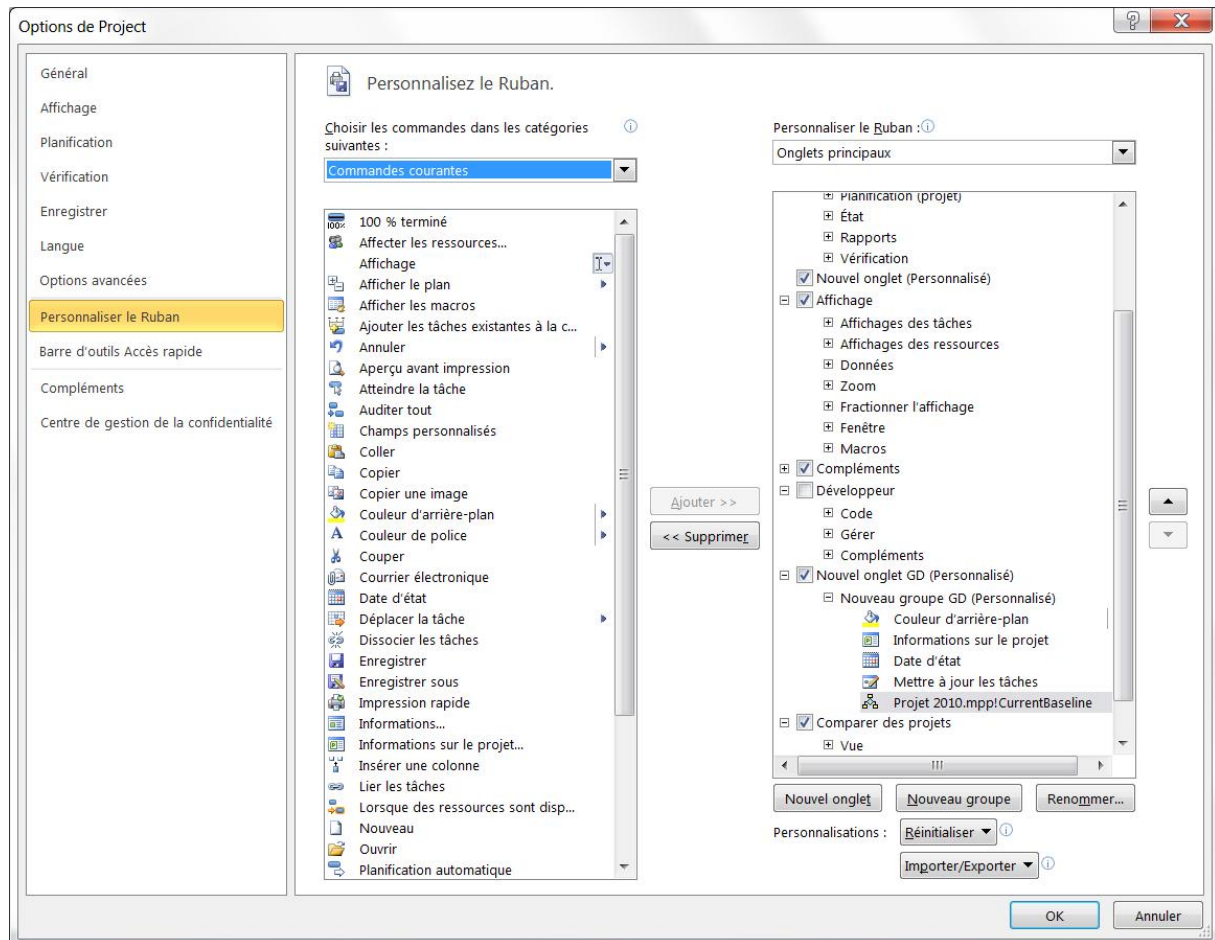 Options de Project
Général
Affichage
Planification
Vérification
Enregistrer
Langue
Options avancées
Personnaliser le Ruban
Barre d'outils Accès rapide
Compléments
Centre de gestion de la confidentialité
Personnalisez le Ruban.
Choisir les commandes dans les catégories
suivantes :
Commandes courantes
100 % terminé
Affecter les ressources...
Affichage
Afficher le plan
Afficher les macros
Ajouter les tâches existantes à la c...
Annuler
Aperçu avant impression
Atteindre la tâche
Auditer tout
Champs personnalisés
Coller
Copier
Copier une image
Couleur d'arrière-plan
Couleur de police
Couper
Courrier électronique
Date d'état
Déplacer la tâche
Dissocier les tâches
Enregistrer
Enregistrer sous
Impression rapide
Informations...
Informations sur le projet...
Insérer une colonne
Lier les tâches
Lorsque des ressources sont disp...
Nouveau
Ouvrir
Planification automatique
Ajouter >>
<< Supprimer
Personnaliser le Ruban :
Onglets principaux
Planification (projet)
État
Rapports
Vérification
Nouvel onglet (Personnalisé)
Affichage
Affichages des tâches
Affichages des ressources
Données
Zoom
Fractionner l'affichage
Fenêtre
Macros
Compléments
Développeur
Code
Gérer
Compléments
Nouvel onglet GD (Personnalisé)
Nouveau groupe GD (Personnalisé)
Couleur d'arrière-plan
Informations sur le projet
Date d'état
Mettre à jour les tâches
Projet 2010.mpp!CurrentBaseline
Comparer des projets
Vue
Nouvel onglet
Nouveau groupe
Renommer...
Personnalisations :
Réinitialiser
Importer/Exporter
OK
Annuler